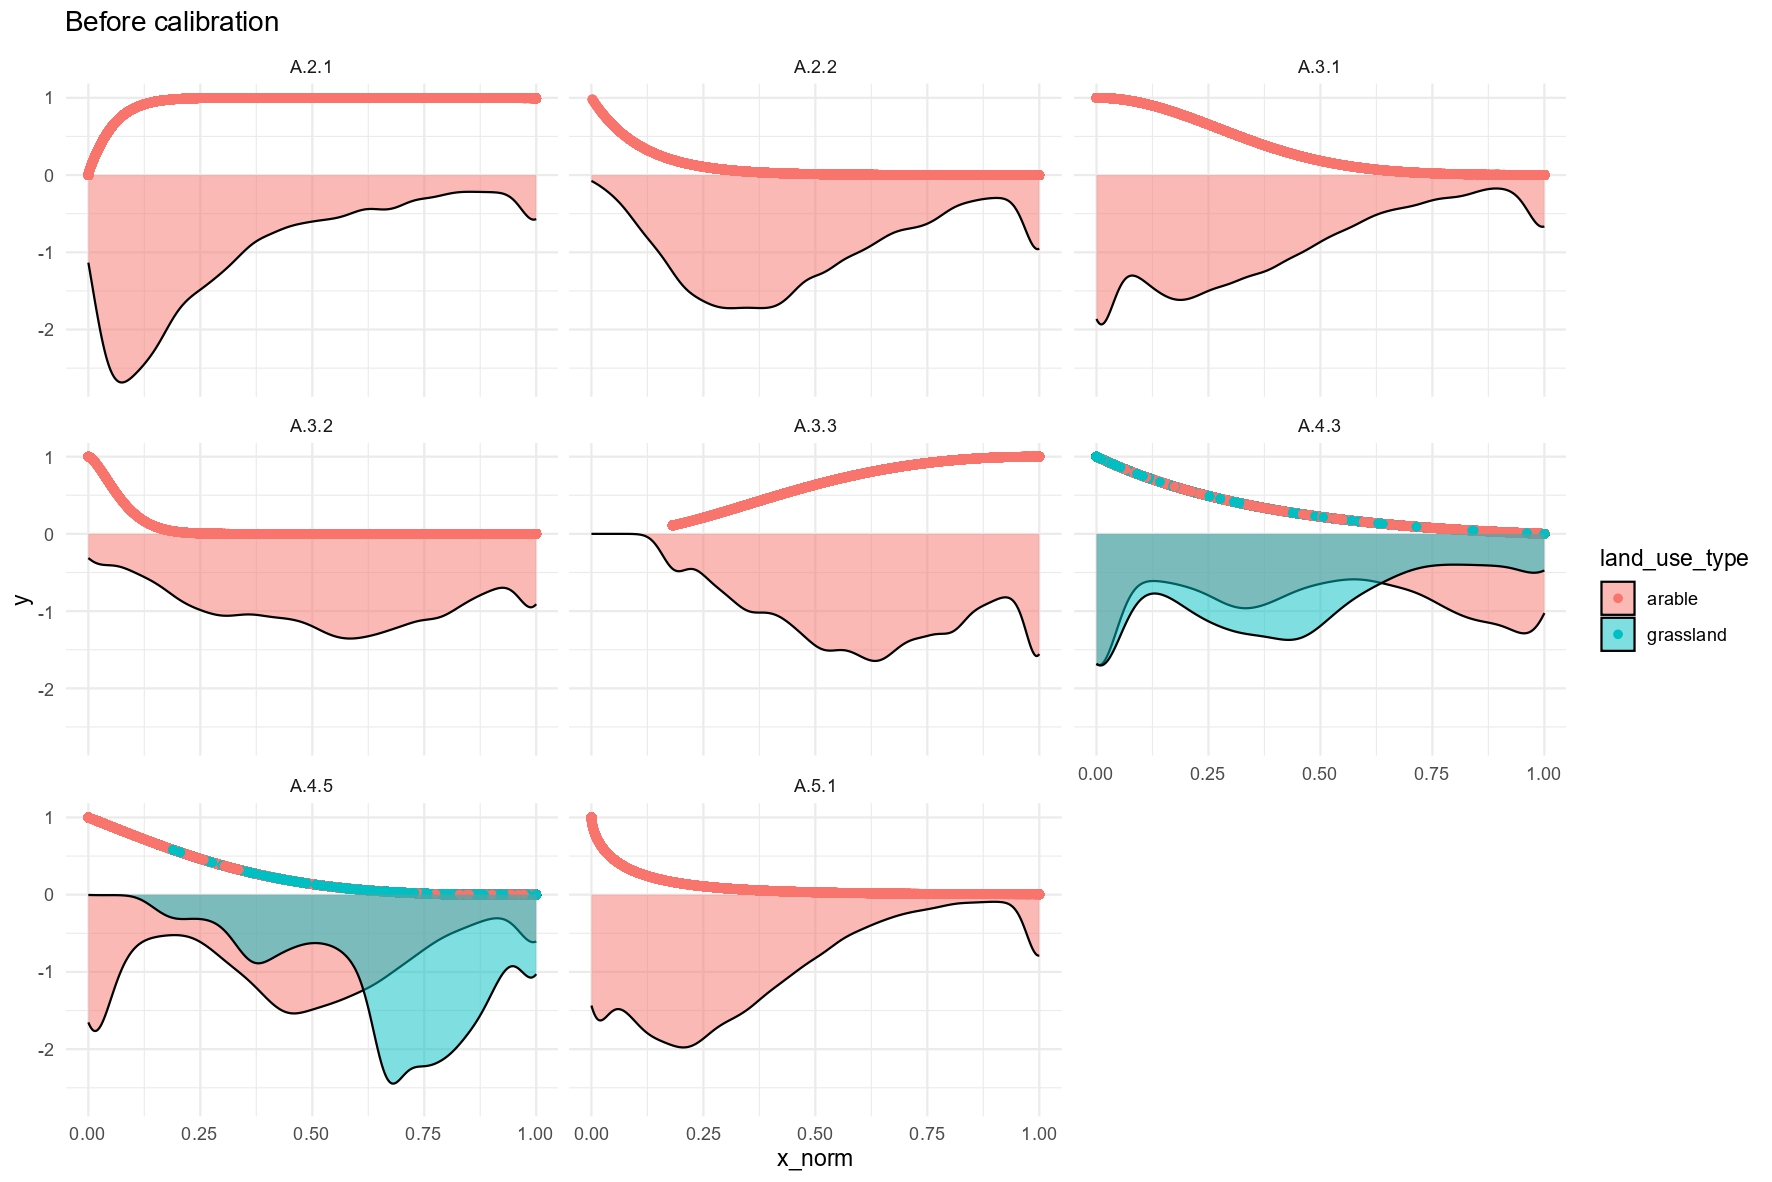 Before calibration
A.2.1 A.2.2 A.3.1
1
0
-1
-2
A.3.2 A.3.3 A.4.3
1
0
-1
-2
0.00 0.25 0.50 0.75 1.00
land_use_type
arable
grassland
y
A.4.5 A.5.1
1
0
-1
-2
0.00 0.25 0.50 0.75 1.00 0.00 0.25 0.50 0.75 1.00
x_norm